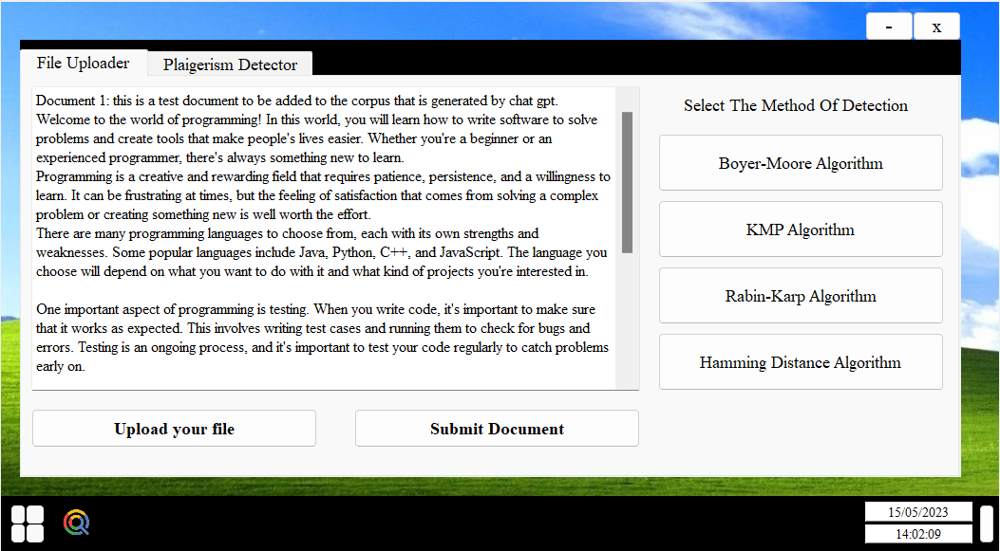 - x
File Uploader Plaigerism Detector
Document 1: this is a test document to be added to the corpus that is generated by chat gpt.
Welcome to the world of programming! In this world, you will learn how to write software to solve
problems and create tools that make people's lives easier. Whether you're a beginner or an
experienced programmer, there's always something new to learn.
Programming is a creative and rewarding field that requires patience, persistence, and a willingness to
learn. It can be frustrating at times, but the feeling of satisfaction that comes from solving a complex
problem or creating something new is well worth the effort.
There are many programming languages to choose from, each with its own strengths and
weaknesses. Some popular languages include Java, Python, C++, and JavaScript. The language you
choose will depend on what you want to do with it and what kind of projects you're interested in.
One important aspect of programming is testing. When you write code, it's important to make sure
that it works as expected. This involves writing test cases and running them to check for bugs and
errors. Testing is an ongoing process, and it's important to test your code regularly to catch problems
early on.
Select The Method Of Detection
Boyer-Moore Algorithm
KMP Algorithm
Rabin-Karp Algorithm
Hamming Distance Algorithm
Upload your file
Submit Document
15/05/2023
14:02:09